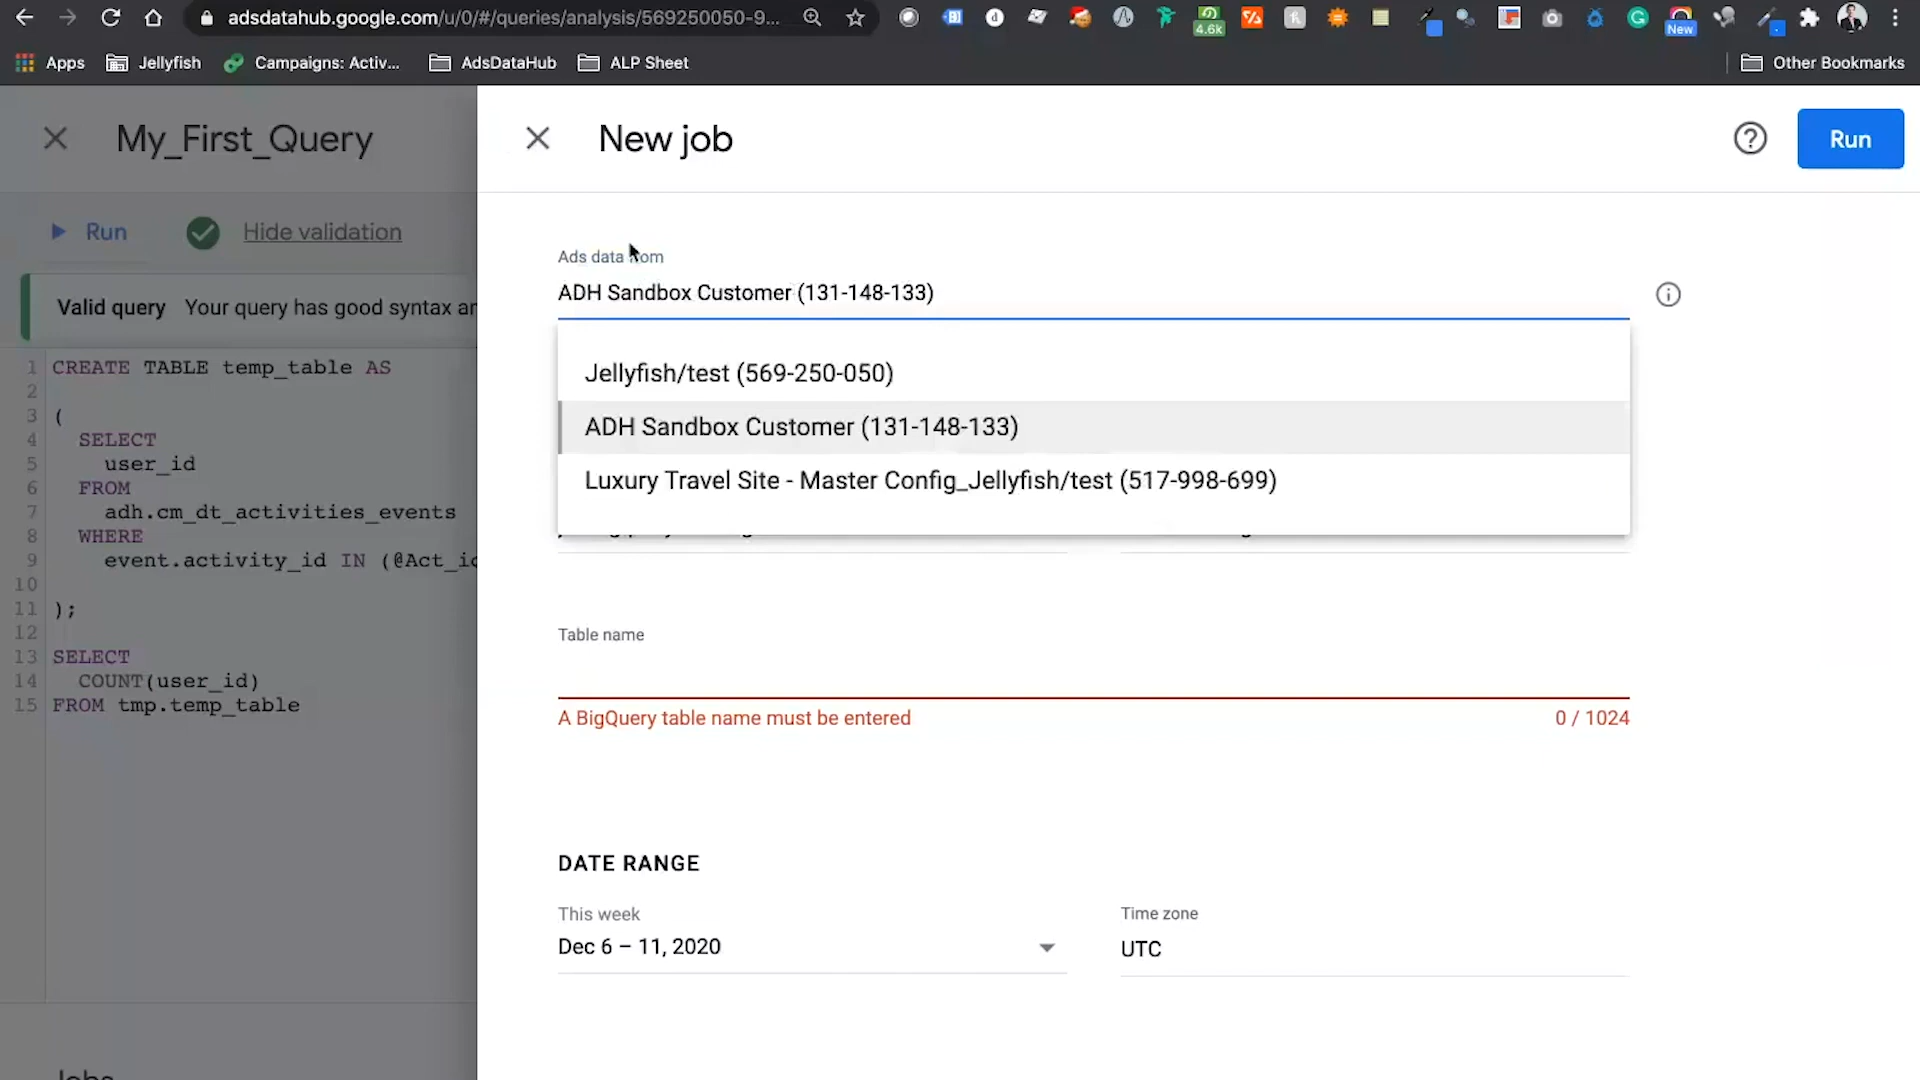 adsdatahub.google.com/u/0/#/queries/analysis/569250050-9...
4.6k
New
Apps
Jellyfish
Campaigns: Activ...
AdsDataHub
ALP Sheet
Other Bookmarks
My_First_Query
New job
Run
Run
Hide validation
Valid query Your query has good syntax an
Ads data from
ADH Sandbox Customer (131-148-133)
Jellyfish/test (569-250-050)
ADH Sandbox Customer (131-148-133)
Luxury Travel Site - Master Config_Jellyfish/test (517-998-699)
1 CREATE TABLE temp_table AS
2
3 (
4 SELECT
5 user_id
6 FROM
7 adh.cm_dt_activities_events
8 WHERE
9 event.activity_id IN (@Act_id
10
11 );
12
13 SELECT
14 COUNT(user_id)
15 FROM tmp.temp_table
Table name
A BigQuery table name must be entered
0 / 1024
DATE RANGE
This week
Dec 6 – 11, 2020
Time zone
UTC
Jobs